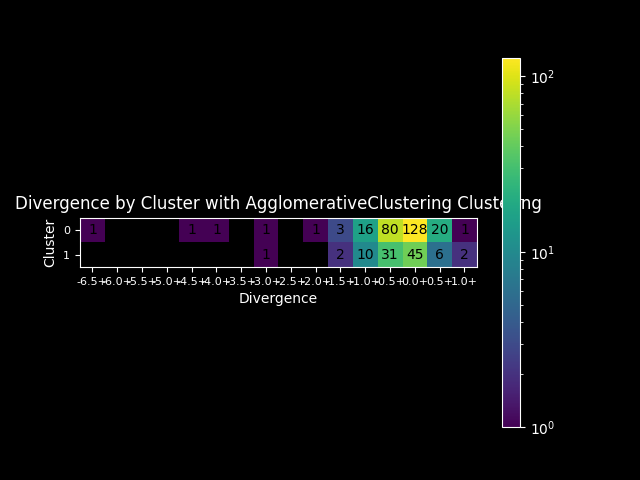 Divergence by Cluster with AgglomerativeClustering Clustering
Cluster
0 1 1 1 1 1 3 16 80 128 20 1
1 1 2 10 31 45 6 2
-6.5+ -6.0+ -5.5+ -5.0+ -4.5+ -4.0+ -3.5+ -3.0+ -2.5+ -2.0+ -1.5+ -1.0+ -0.5+ 0.0+ 0.5+ 1.0+
Divergence
10²
10¹
10⁰